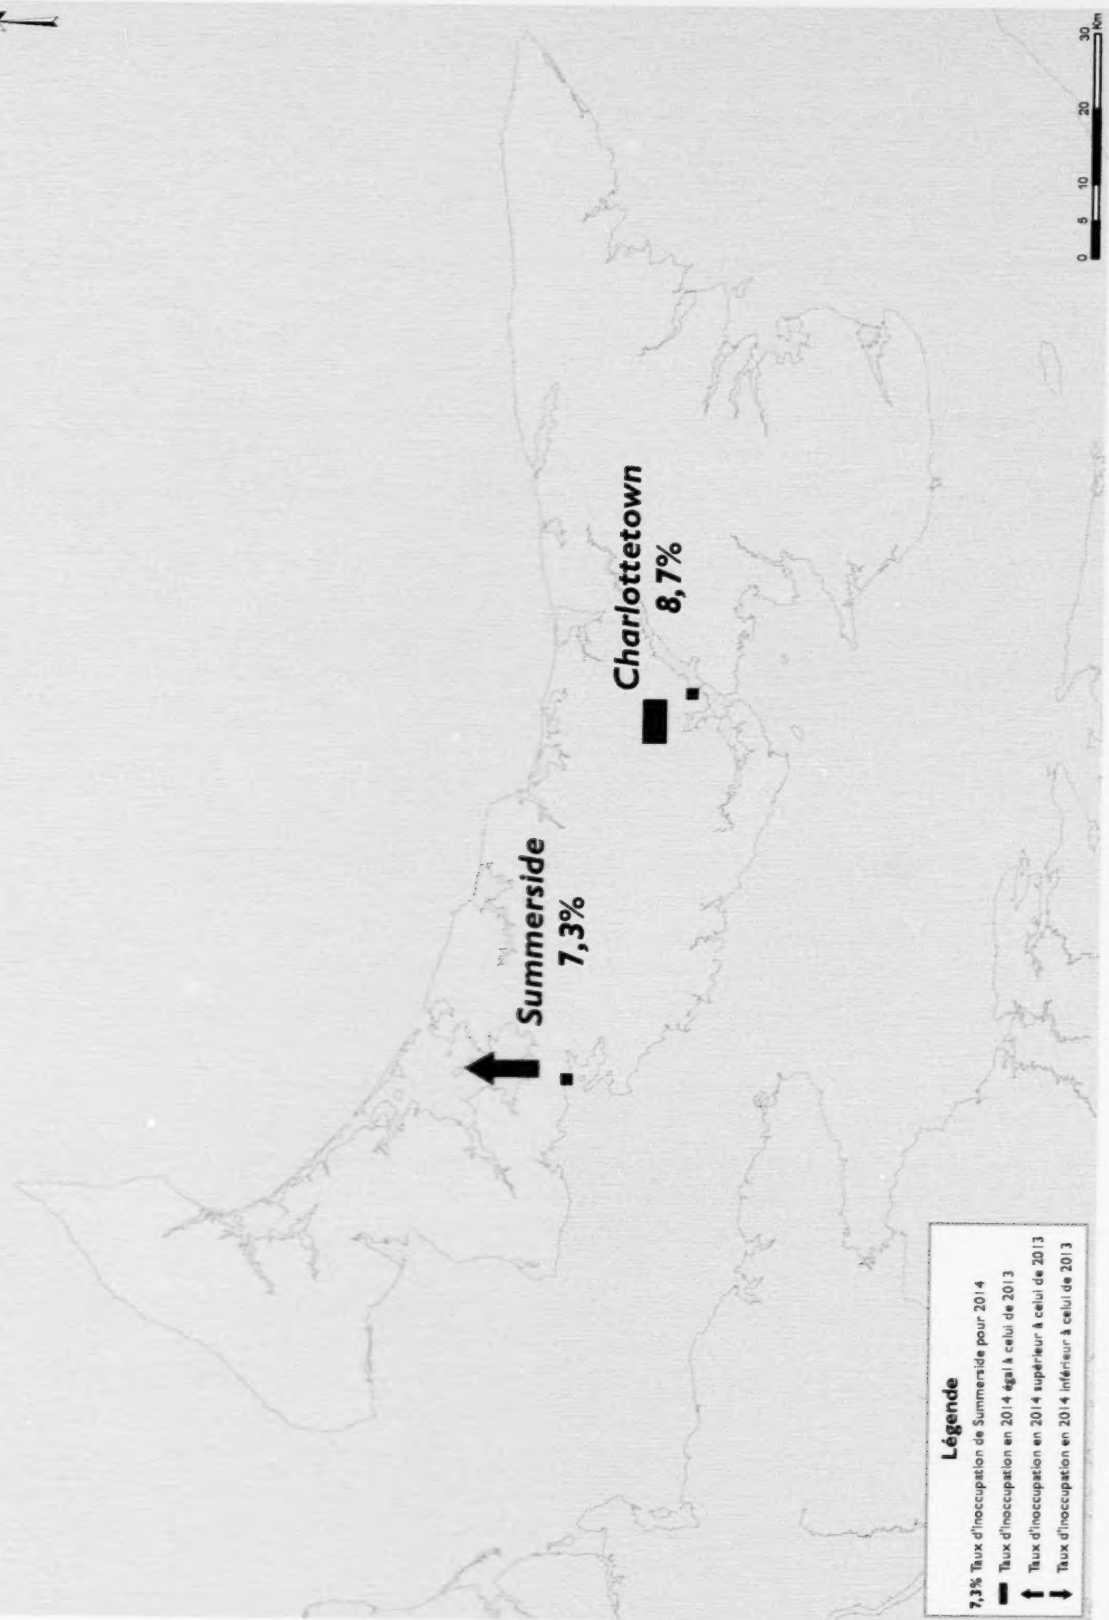 Summerside
7,3%
Charlottetown
8,7%
Légende
7,3% Taux d'inoccupation de Summerside pour 2014
Taux d'inoccupation en 2014 égal à celui de 2013
Taux d'inoccupation en 2014 supérieur à celui de 2013
Taux d'inoccupation en 2014 inférieur à celui de 2013
0 5 10 20 30
Km